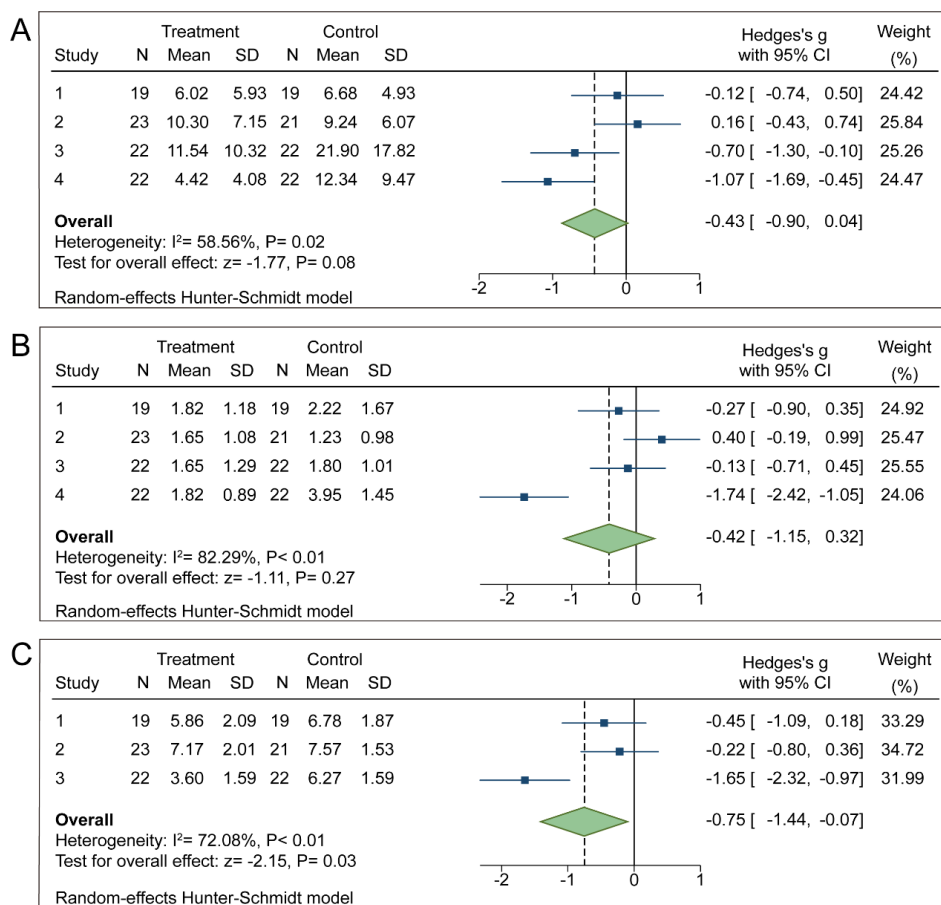 A
Treatment Control Hedges's g Weight
Study N Mean SD N Mean SD with 95% CI (%)
1 19 6.02 5.93 19 6.68 4.93 -0.12 [ -0.74, 0.50] 24.42
2 23 10.30 7.15 21 9.24 6.07 0.16 [ -0.43, 0.74] 25.84
3 22 11.54 10.32 22 21.90 17.82 -0.70 [ -1.30, -0.10] 25.26
4 22 4.42 4.08 22 12.34 9.47 -1.07 [ -1.69, -0.45] 24.47
Overall -0.43 [ -0.90, 0.04]
Heterogeneity: I²= 58.56%, P= 0.02
Test for overall effect: z= -1.77, P= 0.08
-2 -1 0 1
Random-effects Hunter-Schmidt model
B
Treatment Control Hedges's g Weight
Study N Mean SD N Mean SD with 95% CI (%)
1 19 1.82 1.18 19 2.22 1.67 -0.27 [ -0.90, 0.35] 24.92
2 23 1.65 1.08 21 1.23 0.98 0.40 [ -0.19, 0.99] 25.47
3 22 1.65 1.29 22 1.80 1.01 -0.13 [ -0.71, 0.45] 25.55
4 22 1.82 0.89 22 3.95 1.45 -1.74 [ -2.42, -1.05] 24.06
Overall -0.42 [ -1.15, 0.32]
Heterogeneity: I²= 82.29%, P< 0.01
Test for overall effect: z= -1.11, P= 0.27
-2 -1 0 1
Random-effects Hunter-Schmidt model
C
Treatment Control Hedges's g Weight
Study N Mean SD N Mean SD with 95% CI (%)
1 19 5.86 2.09 19 6.78 1.87 -0.45 [ -1.09, 0.18] 33.29
2 23 7.17 2.01 21 7.57 1.53 -0.22 [ -0.80, 0.36] 34.72
3 22 3.60 1.59 22 6.27 1.59 -1.65 [ -2.32, -0.97] 31.99
Overall -0.75 [ -1.44, -0.07]
Heterogeneity: I²= 72.08%, P< 0.01
Test for overall effect: z= -2.15, P= 0.03
-2 -1 0 1
Random-effects Hunter-Schmidt model